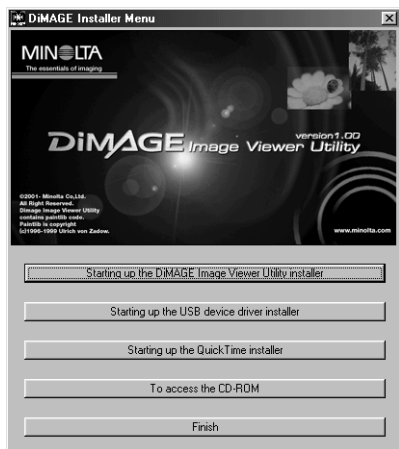 DiMAGE Installer Menu
MINOLTA
The essentials of imaging
DiMAGE Image Viewer Utility
version1.00
©2001- Minolta Co.,Ltd.
All Right Reserved.
Dimage Image Viewer Utility
contains paintlib code.
Paintlib is copyright
(c)1996-1999 Ulrich von Zadow.
www.minolta.com
Starting up the DiMAGE Image Viewer Utility installer
Starting up the USB device driver installer
Starting up the QuickTime installer
To access the CD-ROM
Finish